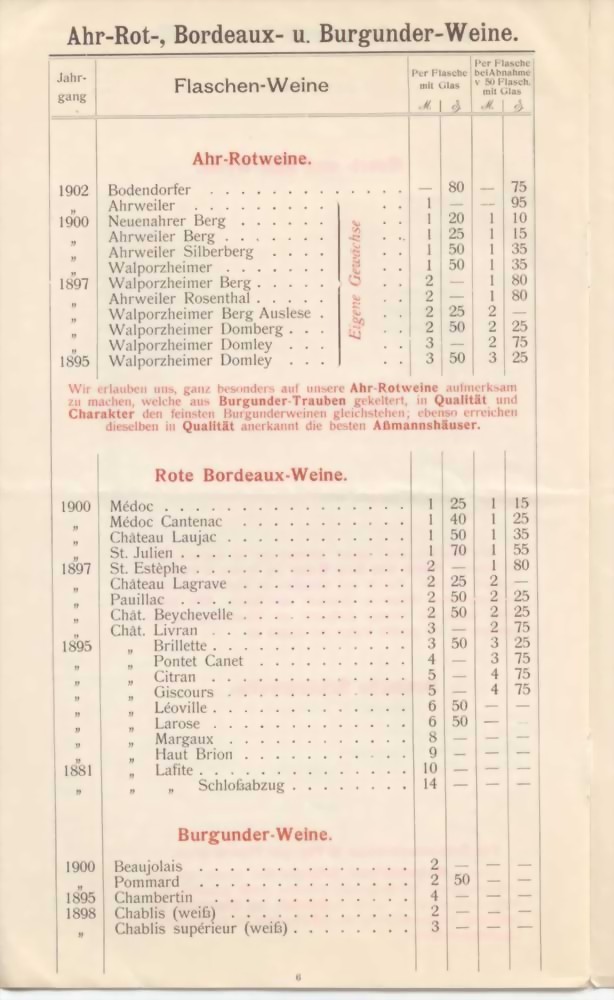 Ahr-Rot-, Bordeaux- u. Burgunder-Weine.
Jahr-gang Flaschen-Weine Per Flasche mit Glas Per Flasche bei Abnahme v 50 Flasch. mit Glas
M. ₰ M. ₰
Ahr-Rotweine.
1902 Bodendorfer — 80 — 75
„ Ahrweiler 1 — — 95
1900 Neuenahrer Berg 1 20 1 10
„ Ahrweiler Berg 1 25 1 15
„ Ahrweiler Silberberg 1 50 1 35
„ Walporzheimer 1 50 1 35
1897 Walporzheimer Berg 2 — 1 80
„ Ahrweiler Rosenthal 2 — 1 80
„ Walporzheimer Berg Auslese 2 25 2 —
„ Walporzheimer Domberg 2 50 2 25
„ Walporzheimer Domley 3 — 2 75
1895 Walporzheimer Domley 3 50 3 25
Eigene Gewächse
Wir erlauben uns, ganz besonders auf unsere Ahr-Rotweine aufmerksam
zu machen, welche aus Burgunder-Trauben gekeltert, in Qualität und
Charakter den feinsten Burgunderweinen gleichstehen; ebenso erreichen
dieselben in Qualität anerkannt die besten Aßmannshäuser.
Rote Bordeaux-Weine.
1900 Médoc 1 25 1 15
„ Médoc Cantenac 1 40 1 25
„ Château Laujac 1 50 1 35
„ St. Julien 1 70 1 55
1897 St. Estèphe 2 — 1 80
„ Château Lagrave 2 25 2 —
„ Pauillac 2 50 2 25
„ Chât. Beychevelle 2 50 2 25
„ Chât. Livran 3 — 2 75
1895 „ Brillette 3 50 3 25
„ „ Pontet Canet 4 — 3 75
„ „ Citran 5 — 4 75
„ „ Giscours 5 — 4 75
„ „ Léoville 6 50 — —
„ „ Larose 6 50 —
„ „ Margaux 8 — — —
„ „ Haut Brion 9 — — —
1881 „ Lafite 10 — — —
„ „ „ Schloßabzug 14 — — —
Burgunder-Weine.
1900 Beaujolais 2 — — —
„ Pommard 2 50 — —
1895 Chambertin 4 — — —
1898 Chablis (weiß) 2 — — —
„ Chablis supérieur (weiß) 3 — — —
6